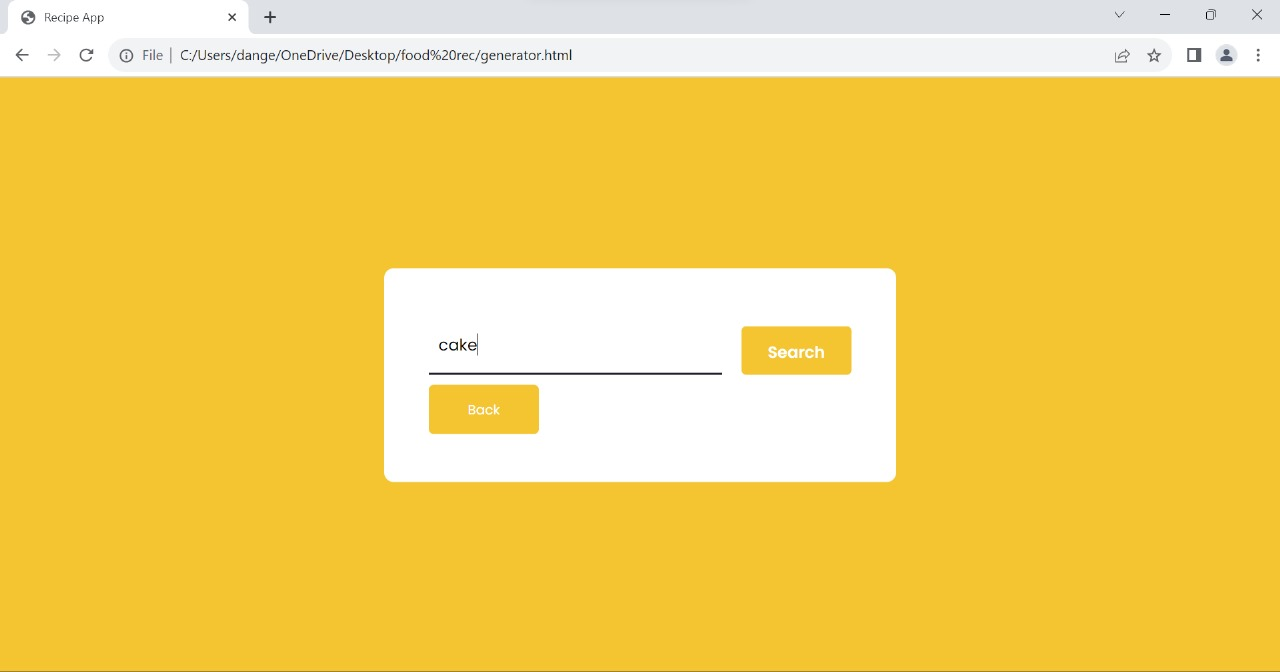 Recipe App
File | C:/Users/dange/OneDrive/Desktop/food%20rec/generator.html
cake
Search
Back